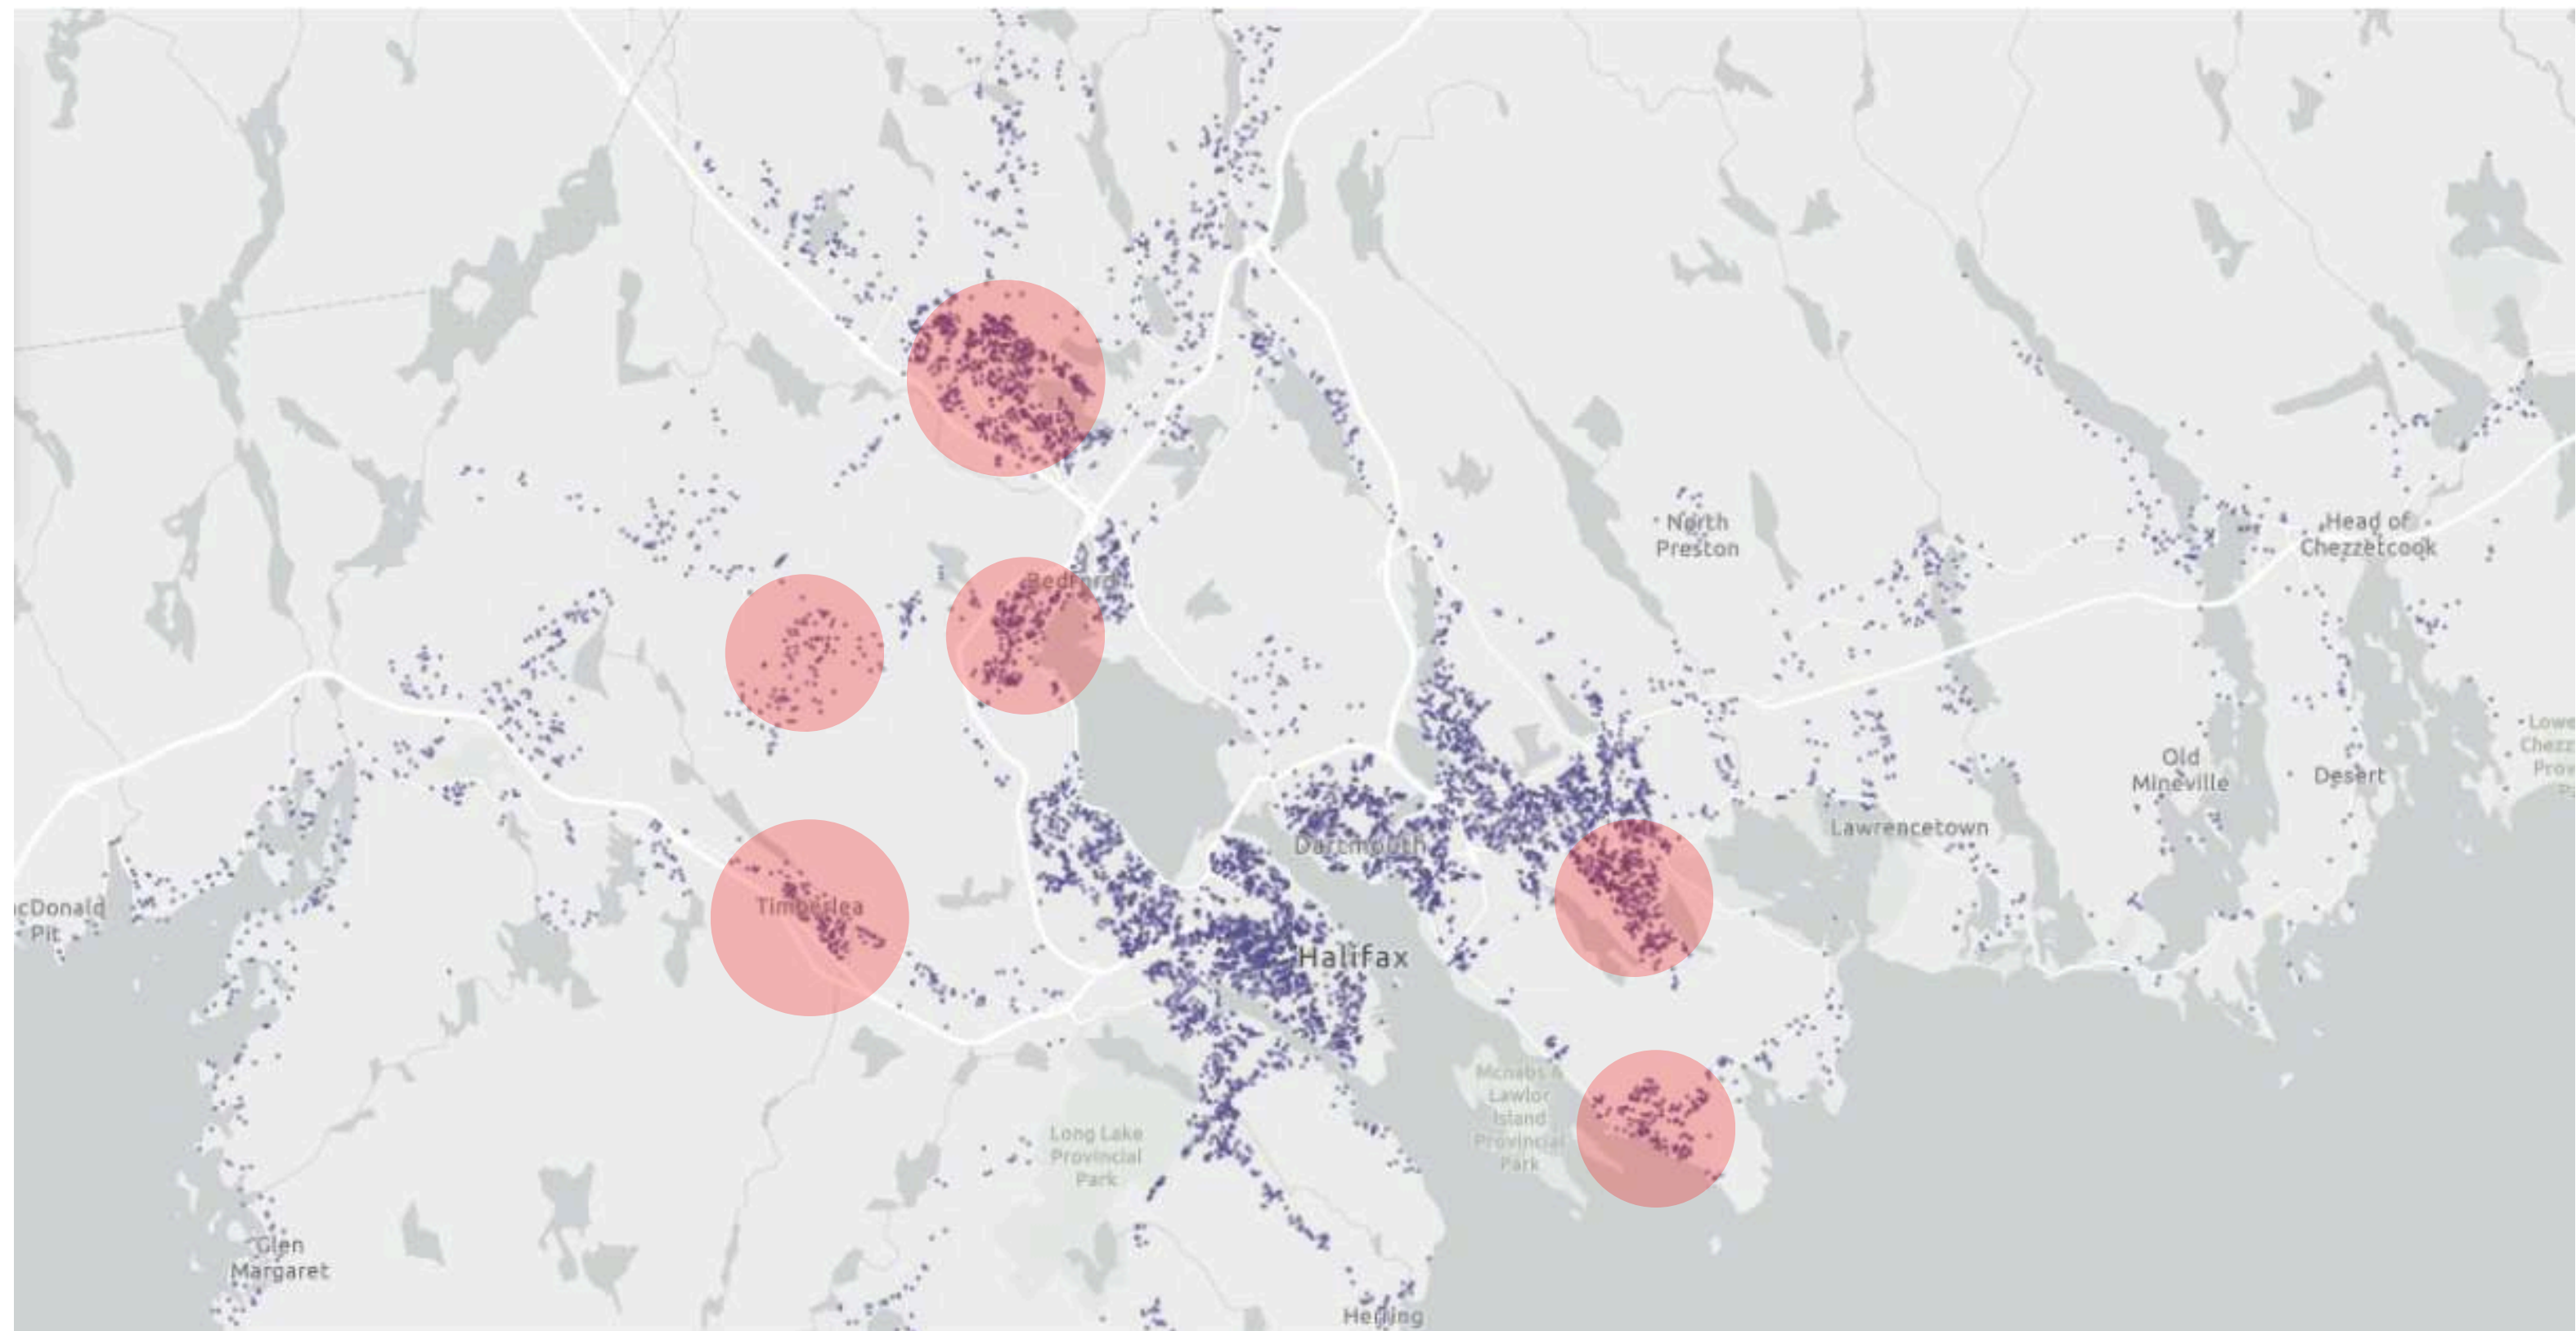 North
Preston
Head of
Chezzetcook
Bedford
Old
Mineville
Desert
Lawrencetown
Dartmouth
Timberlea
Pit
Halifax
Mcnabs &
Lawlor
Island
Provincial
Park
Long Lake
Provincial
Park
Glen
Margaret
Herring